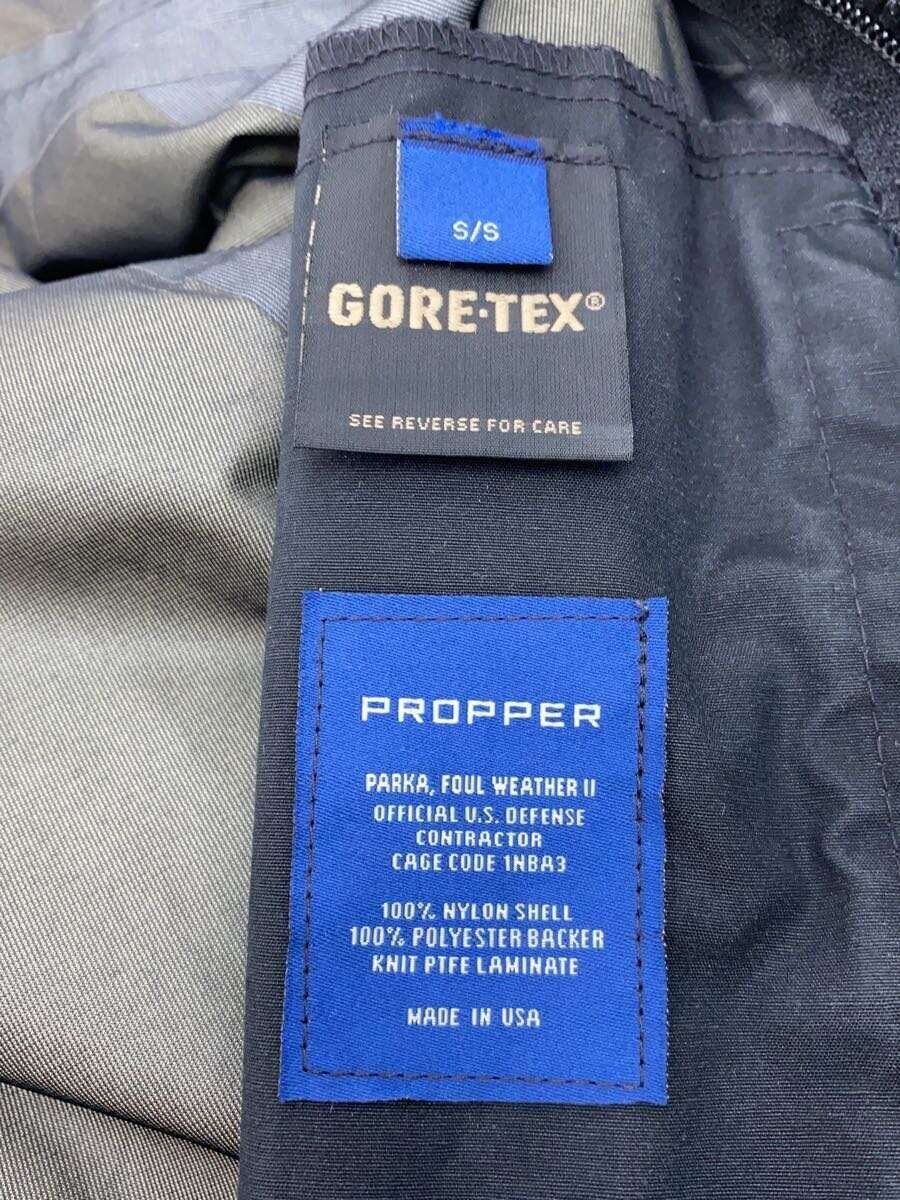 S/S
GORE-TEX®
SEE REVERSE FOR CARE
PROPPER
PARKA, FOUL WEATHER II
OFFICIAL U.S. DEFENSE
CONTRACTOR
CAGE CODE 1NBA3
100% NYLON SHELL
100% POLYESTER BACKER
KNIT PTFE LAMINATE
MADE IN USA